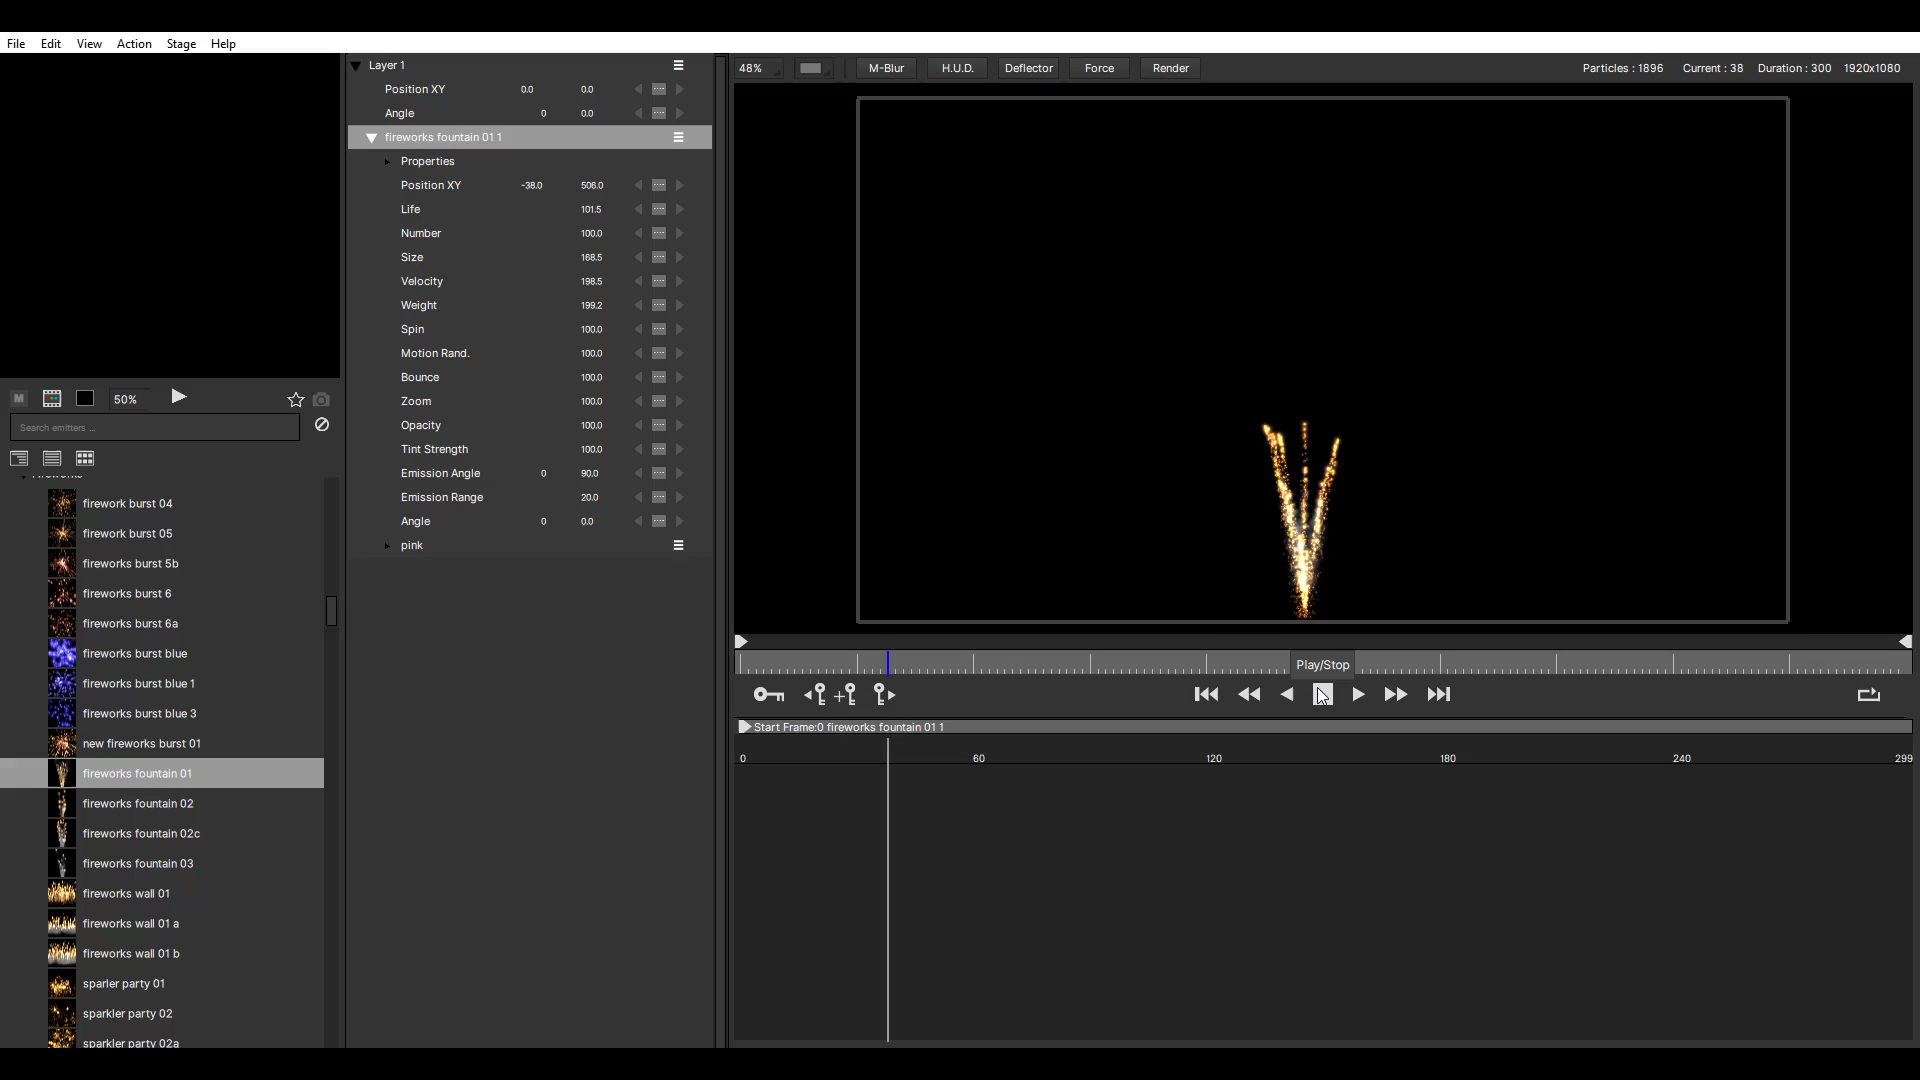 File Edit View Action Stage Help
Layer 1
Position XY 0.0 0.0
Angle 0 0.0
fireworks fountain 01 1
Properties
Position XY -38.0 506.0
Life 101.5
Number 100.0
Size 168.5
Velocity 198.5
Weight 199.2
Spin 100.0
Motion Rand. 100.0
Bounce 100.0
Zoom 100.0
Opacity 100.0
Tint Strength 100.0
Emission Angle 0 90.0
Emission Range 20.0
Angle 0 0.0
pink
M 50%
Search emitters ...
firework burst 04
firework burst 05
fireworks burst 5b
fireworks burst 6
fireworks burst 6a
fireworks burst blue
fireworks burst blue 1
fireworks burst blue 3
new fireworks burst 01
fireworks fountain 01
fireworks fountain 02
fireworks fountain 02c
fireworks fountain 03
fireworks wall 01
fireworks wall 01 a
fireworks wall 01 b
sparler party 01
sparkler party 02
sparkler party 02a
48% M-Blur H.U.D. Deflector Force Render Particles : 1896 Current : 38 Duration : 300 1920x1080
Play/Stop
Start Frame:0 fireworks fountain 01 1
0 60 120 180 240 299